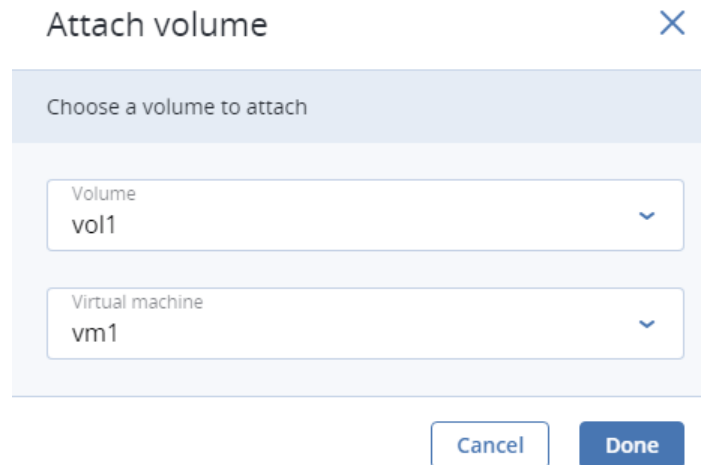 Attach volume
Choose a volume to attach
Volume
vol1
Virtual machine
vm1
Cancel
Done